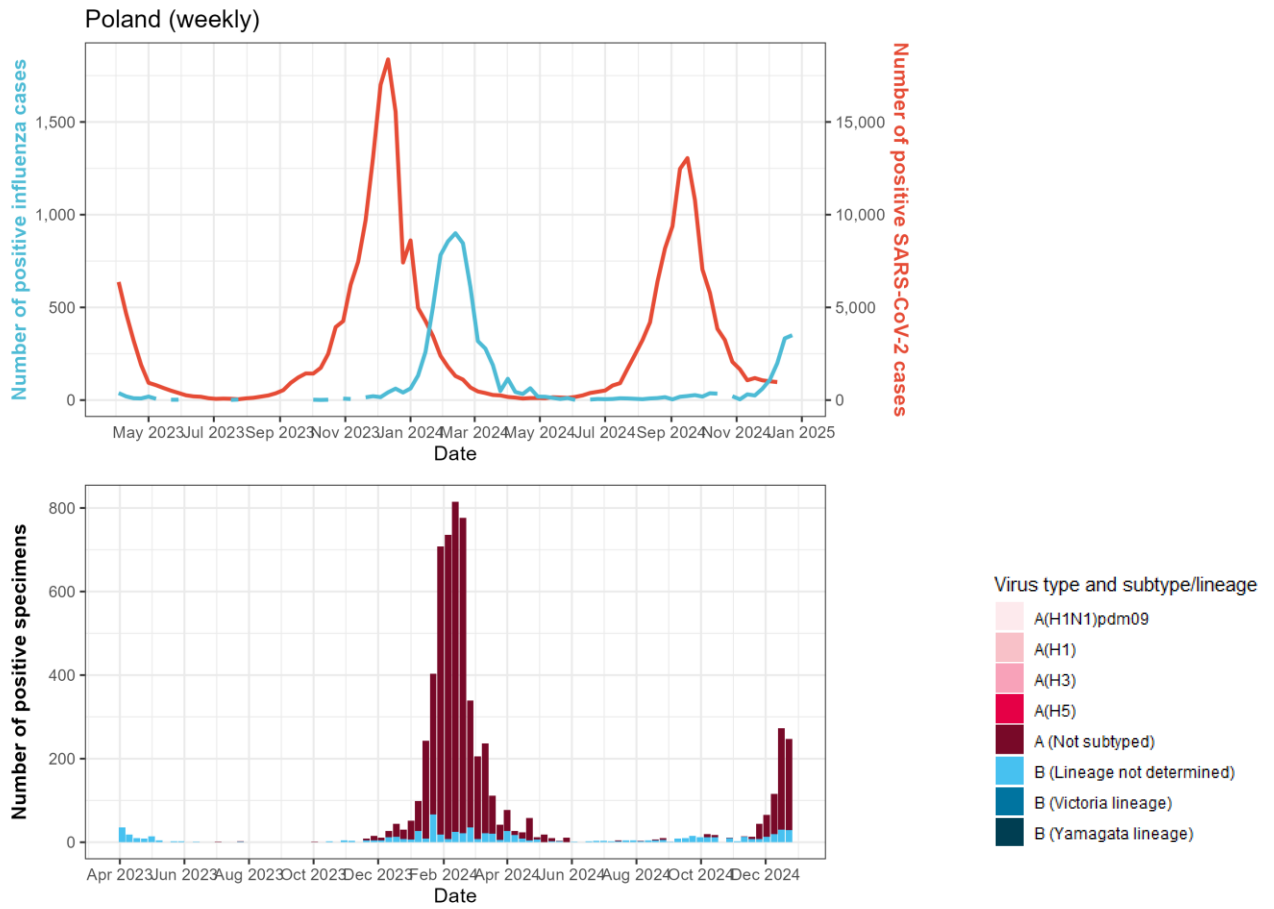 Poland (weekly)
Number of positive influenza cases
1,500
1,000
500
0
15,000
10,000
5,000
0
Number of positive SARS-CoV-2 cases
May 2023 Jul 2023 Sep 2023 Nov 2023 Jan 2024 Mar 2024 May 2024 Jul 2024 Sep 2024 Nov 2024 Jan 2025
Date
Number of positive specimens
800
600
400
200
0
Apr 2023 Jun 2023 Aug 2023 Oct 2023 Dec 2023 Feb 2024 Apr 2024 Jun 2024 Aug 2024 Oct 2024 Dec 2024
Date
Virus type and subtype/lineage
A(H1N1)pdm09
A(H1)
A(H3)
A(H5)
A (Not subtyped)
B (Lineage not determined)
B (Victoria lineage)
B (Yamagata lineage)